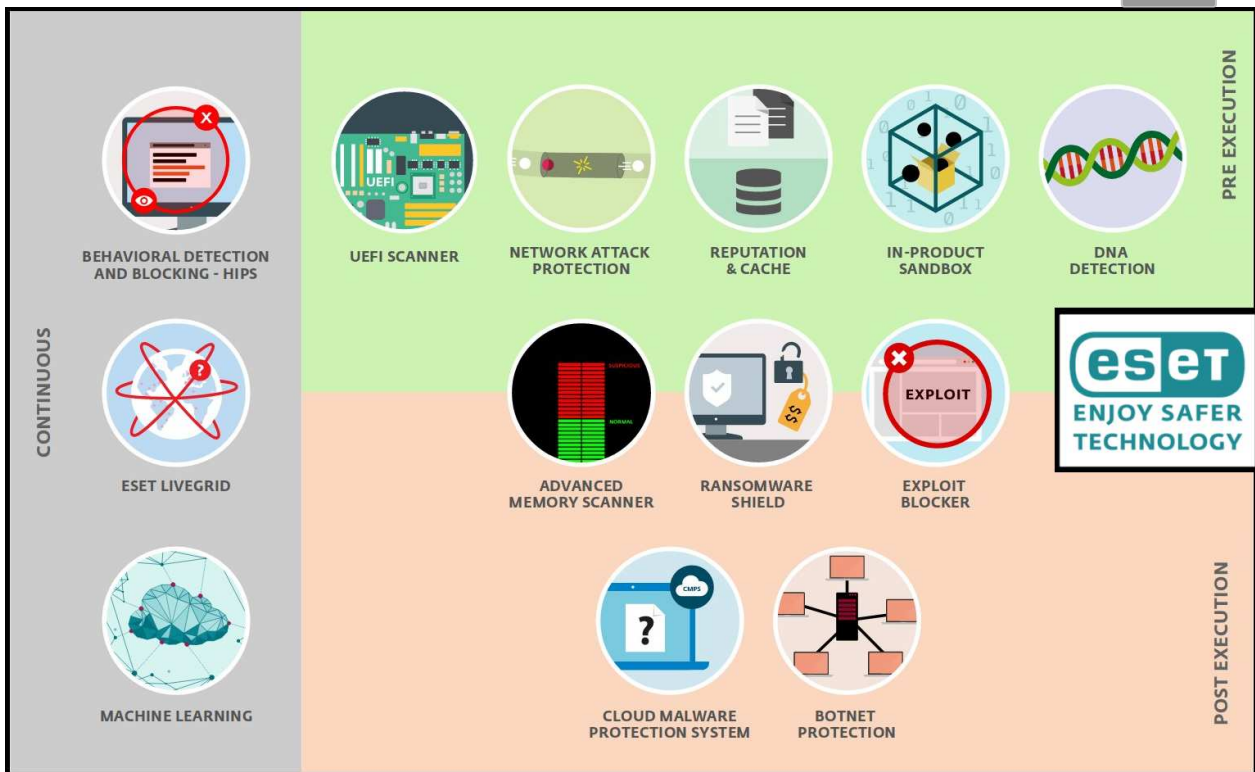 PRE EXECUTION
BEHAVIORAL DETECTION
AND BLOCKING - HIPS
X
UEFI
UEFI SCANNER
NETWORK ATTACK
PROTECTION
REPUTATION
& CACHE
IN-PRODUCT
SANDBOX
DNA
DETECTION
CONTINUOUS
?
ESET LIVEGRID
SUSPICIOUS
NORMAL
ADVANCED
MEMORY SCANNER
$$
RANSOMWARE
SHIELD
EXPLOIT
EXPLOIT
BLOCKER
eset
ENJOY SAFER
TECHNOLOGY
MACHINE LEARNING
CMPS
?
CLOUD MALWARE
PROTECTION SYSTEM
BOTNET
PROTECTION
POST EXECUTION